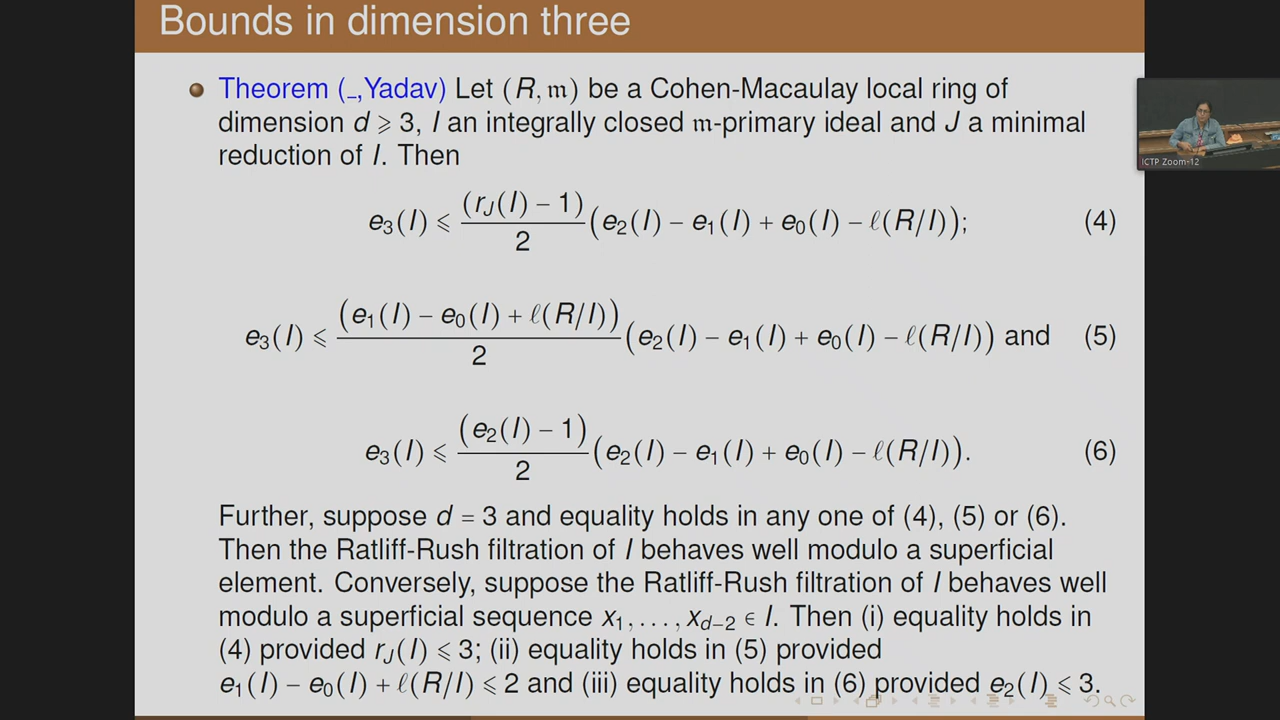 Bounds in dimension three
Theorem (_,Yadav) Let (R, 𝔪) be a Cohen-Macaulay local ring of
dimension d ⩾ 3, I an integrally closed 𝔪-primary ideal and J a minimal
reduction of I. Then
e₃(I) ⩽ (r_J(I) − 1)/2 (e₂(I) − e₁(I) + e₀(I) − ℓ(R/I)); (4)
e₃(I) ⩽ (e₁(I) − e₀(I) + ℓ(R/I))/2 (e₂(I) − e₁(I) + e₀(I) − ℓ(R/I)) and (5)
e₃(I) ⩽ (e₂(I) − 1)/2 (e₂(I) − e₁(I) + e₀(I) − ℓ(R/I)). (6)
Further, suppose d = 3 and equality holds in any one of (4), (5) or (6).
Then the Ratliff-Rush filtration of I behaves well modulo a superficial
element. Conversely, suppose the Ratliff-Rush filtration of I behaves well
modulo a superficial sequence x₁, . . . , x_{d−2} ∈ I. Then (i) equality holds in
(4) provided r_J(I) ⩽ 3; (ii) equality holds in (5) provided
e₁(I) − e₀(I) + ℓ(R/I) ⩽ 2 and (iii) equality holds in (6) provided e₂(I) ⩽ 3.
ICTP Zoom-12